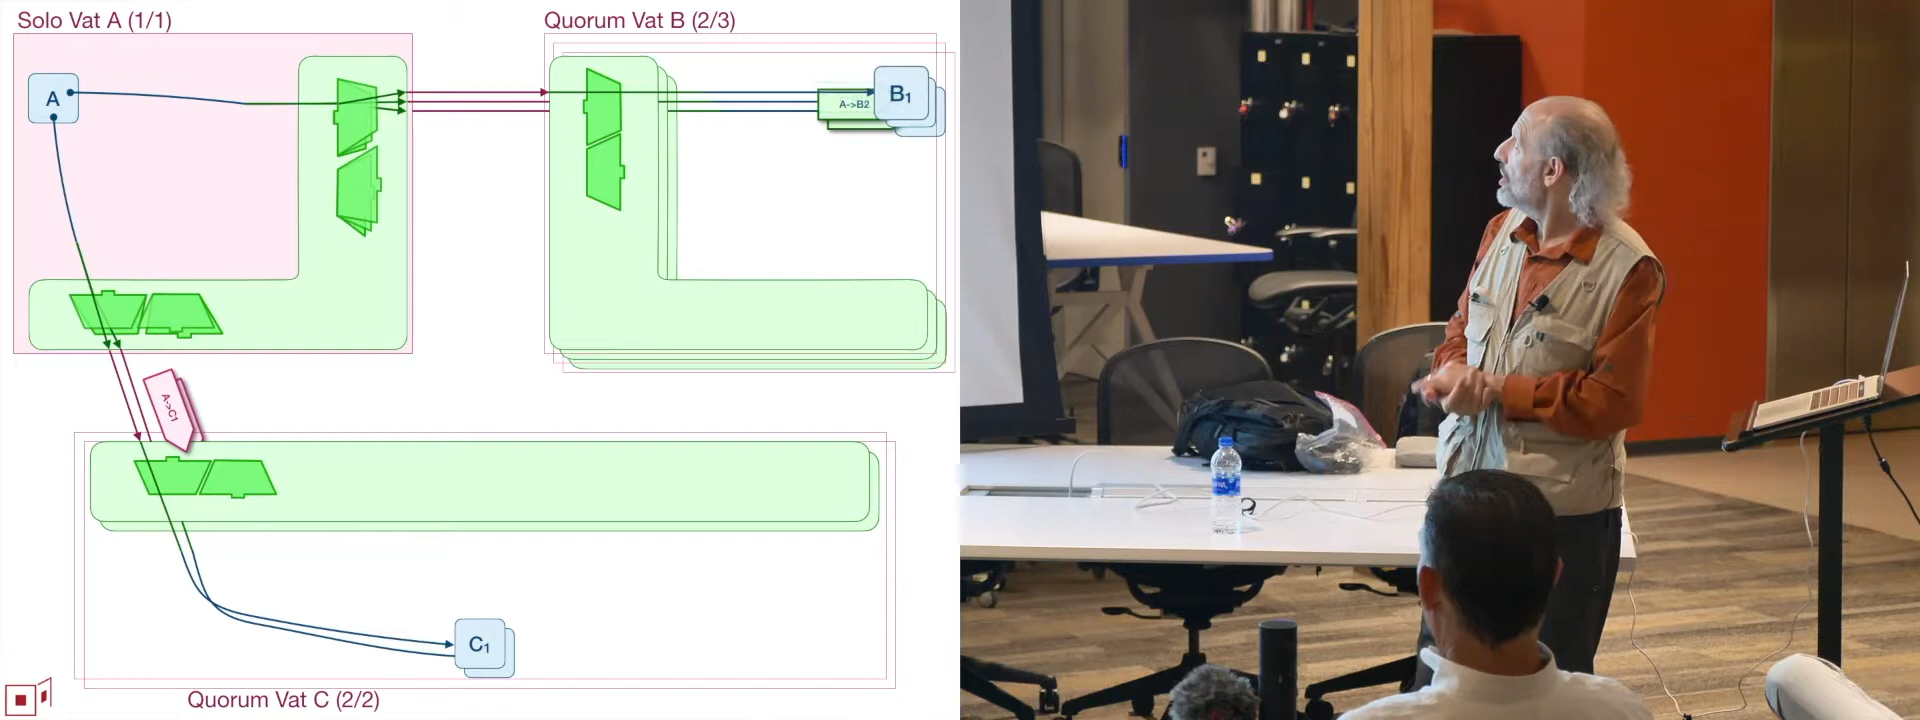 Solo Vat A (1/1)
Quorum Vat B (2/3)
A
A->B2
B1
A->C1
C1
Quorum Vat C (2/2)